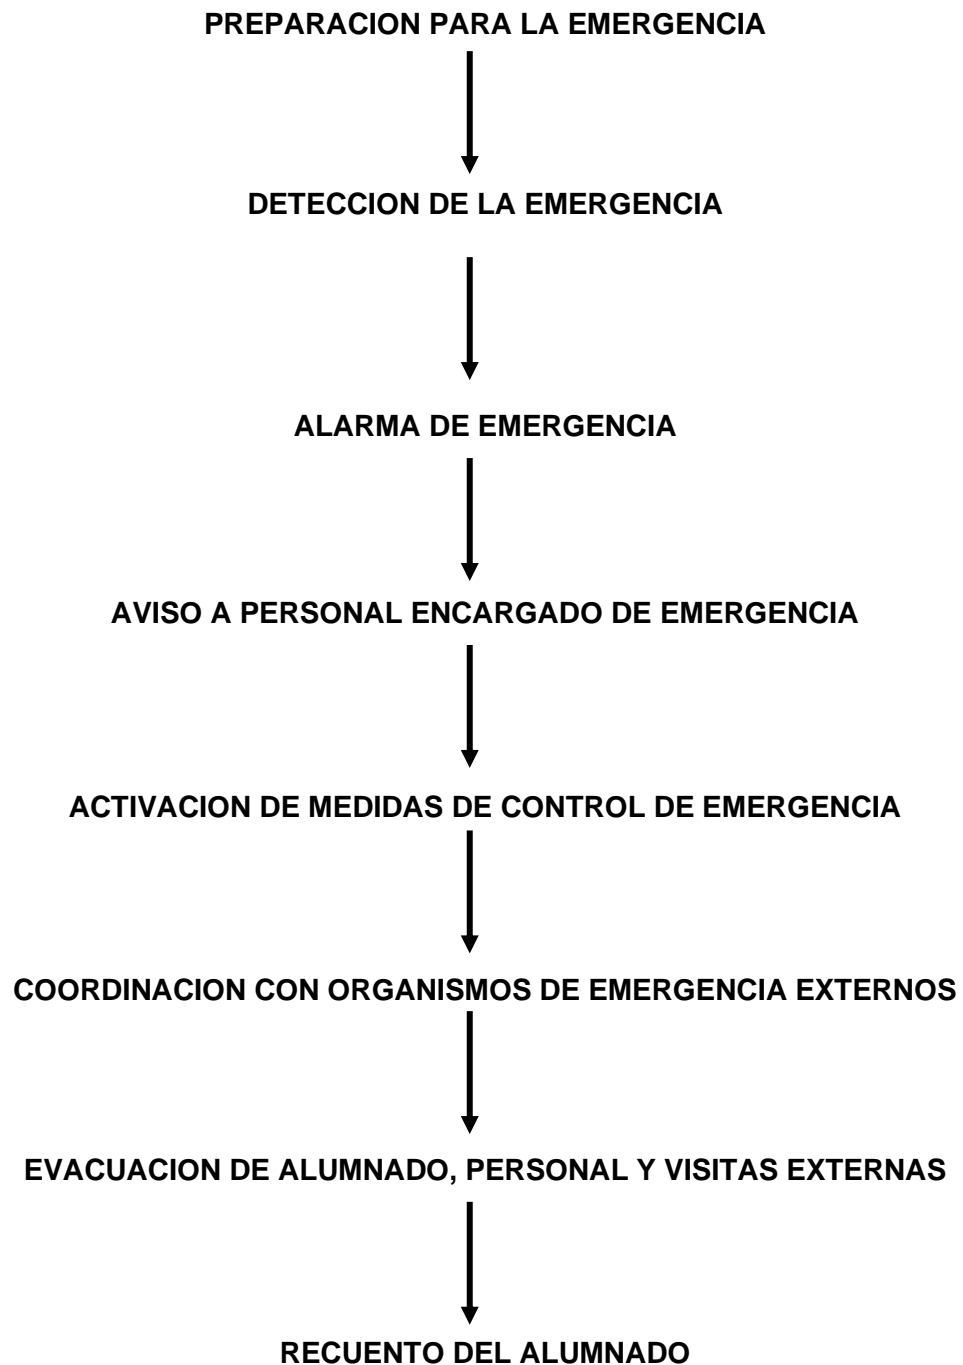 PREPARACION PARA LA EMERGENCIA
DETECCION DE LA EMERGENCIA
ALARMA DE EMERGENCIA
AVISO A PERSONAL ENCARGADO DE EMERGENCIA
ACTIVACION DE MEDIDAS DE CONTROL DE EMERGENCIA
COORDINACION CON ORGANISMOS DE EMERGENCIA EXTERNOS
EVACUACION DE ALUMNADO, PERSONAL Y VISITAS EXTERNAS
RECUENTO DEL ALUMNADO